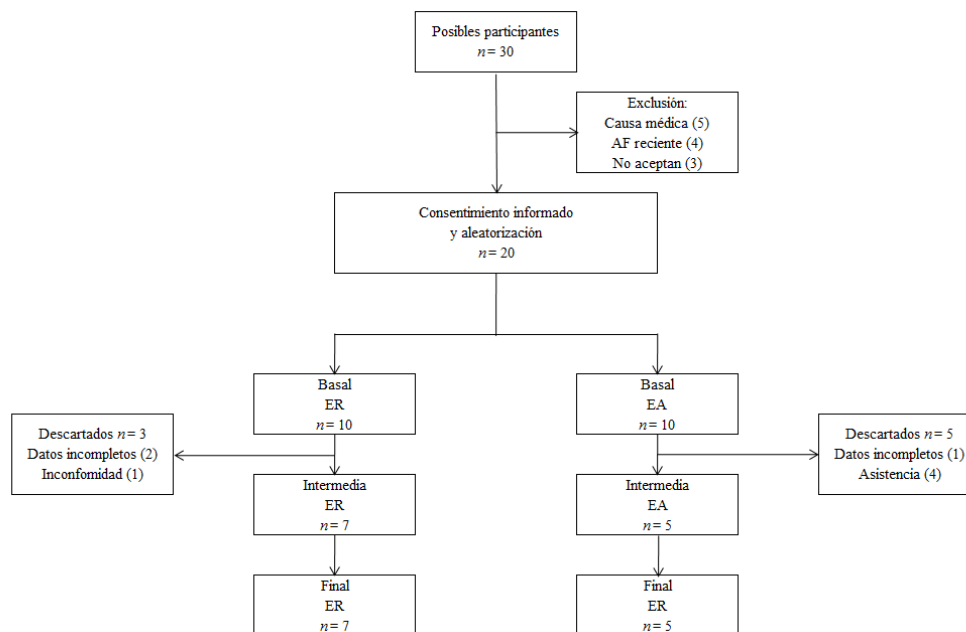 Posibles participantes
n = 30
Exclusión:
Causa médica (5)
AF reciente (4)
No aceptan (3)
Consentimiento informado
y aleatorización
n = 20
Basal
ER
n = 10
Basal
EA
n = 10
Descartados n = 3
Datos incompletos (2)
Inconfomidad (1)
Descartados n = 5
Datos incompletos (1)
Asistencia (4)
Intermedia
ER
n = 7
Intermedia
EA
n = 5
Final
ER
n = 7
Final
ER
n = 5